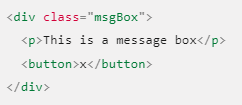 <div class="msgBox">
  <p>This is a message box</p>
  <button>x</button>
</div>